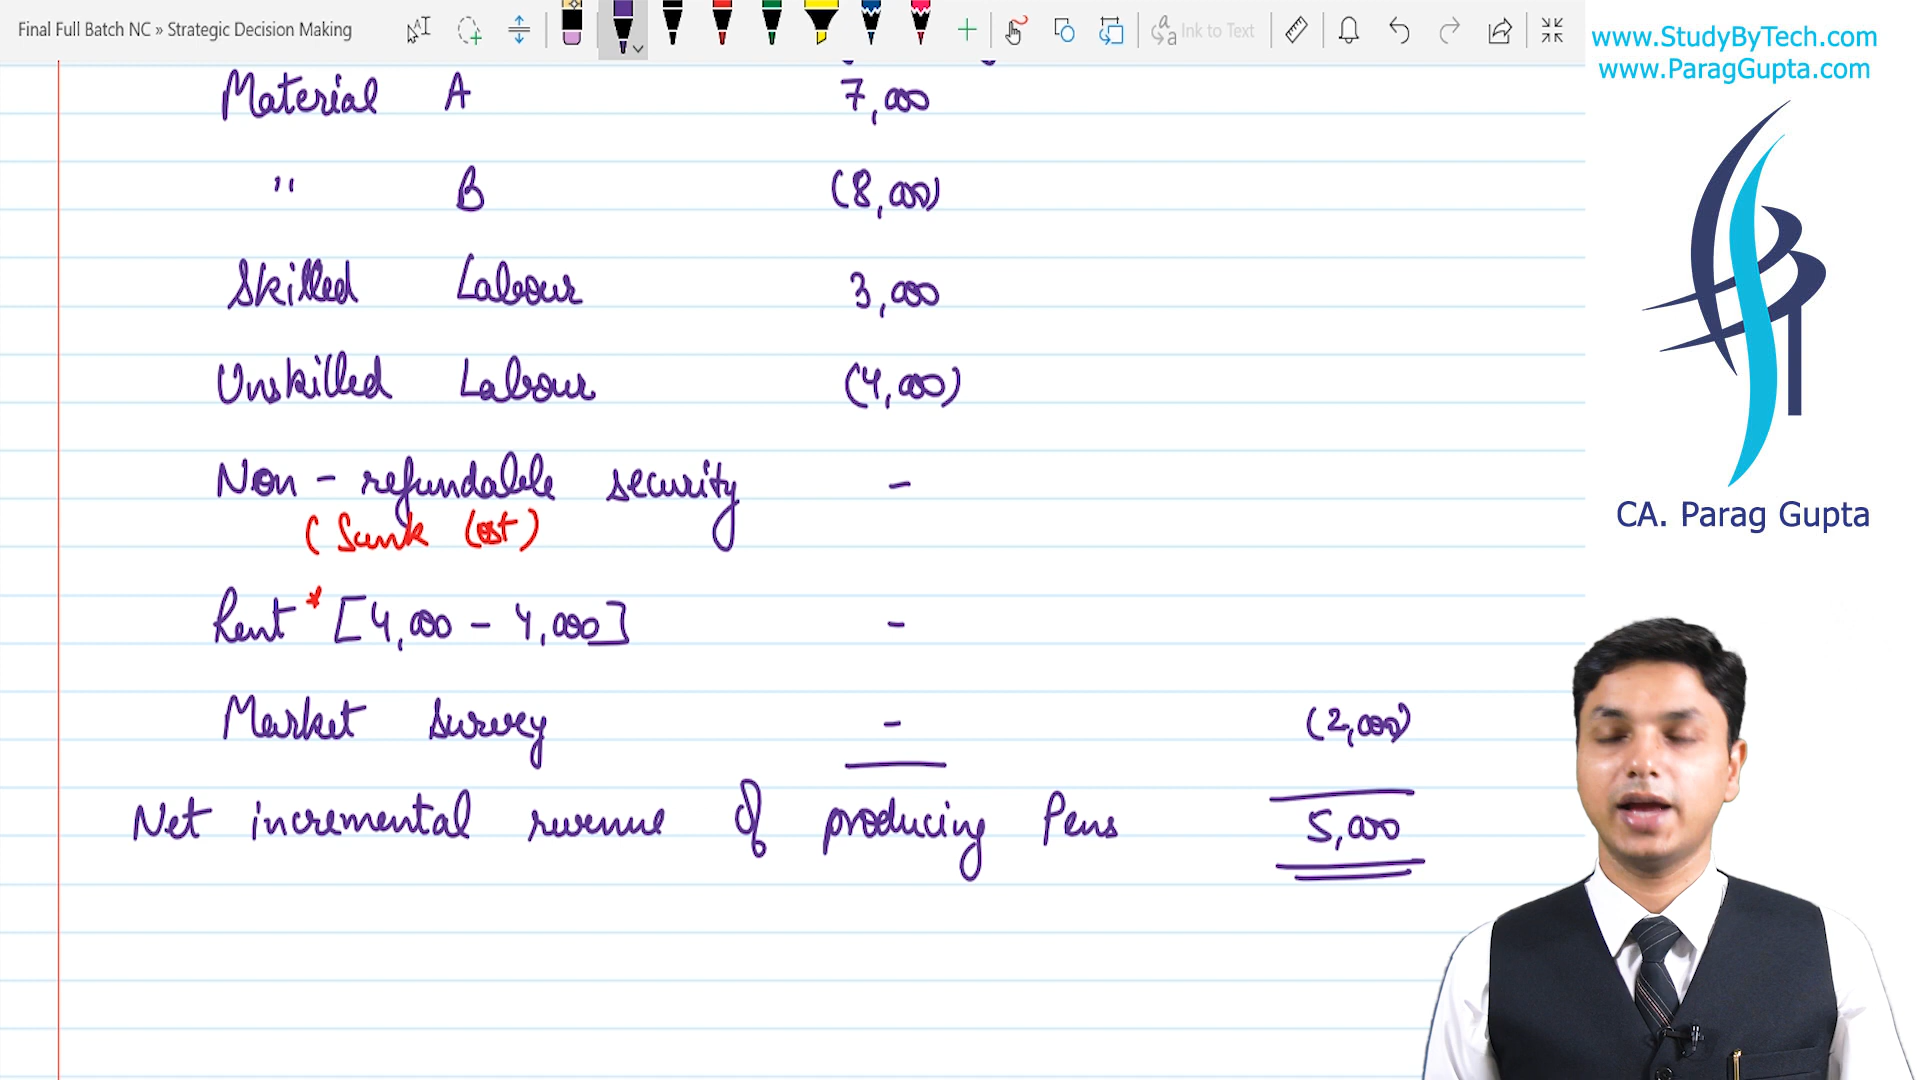 Final Full Batch NC » Strategic Decision Making
Ink to Text
www.StudyByTech.com
www.ParagGupta.com
Material A 7,000
" B (8,000)
Skilled Labour 3,000
Unskilled Labour (4,000)
Non - refundable security -
(Sunk Cost)
Rent * [4,000 - 4,000] -
Market Survey - (2,000)
Net incremental revenue of producing Pens 5,000
CA. Parag Gupta